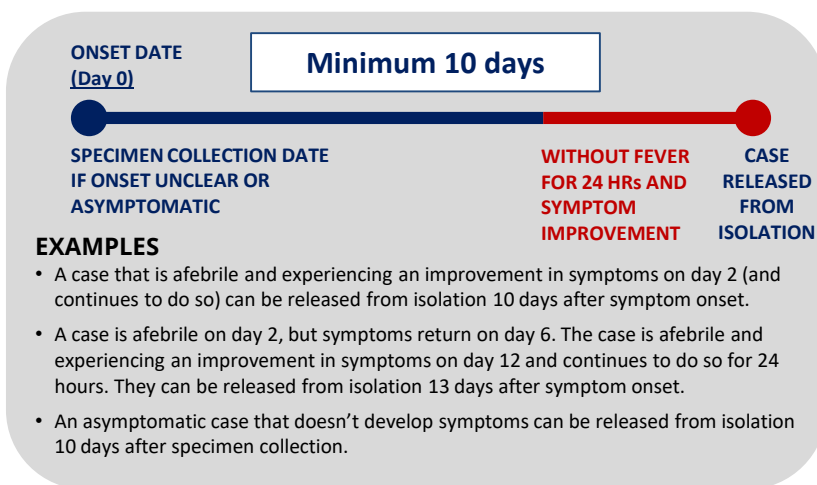 ONSET DATE
(Day 0)
Minimum 10 days
SPECIMEN COLLECTION DATE
IF ONSET UNCLEAR OR
ASYMPTOMATIC
WITHOUT FEVER
FOR 24 HRs AND
SYMPTOM
IMPROVEMENT
CASE
RELEASED
FROM
ISOLATION
EXAMPLES
• A case that is afebrile and experiencing an improvement in symptoms on day 2 (and
continues to do so) can be released from isolation 10 days after symptom onset.
• A case is afebrile on day 2, but symptoms return on day 6. The case is afebrile and
experiencing an improvement in symptoms on day 12 and continues to do so for 24
hours. They can be released from isolation 13 days after symptom onset.
• An asymptomatic case that doesn’t develop symptoms can be released from isolation
10 days after specimen collection.